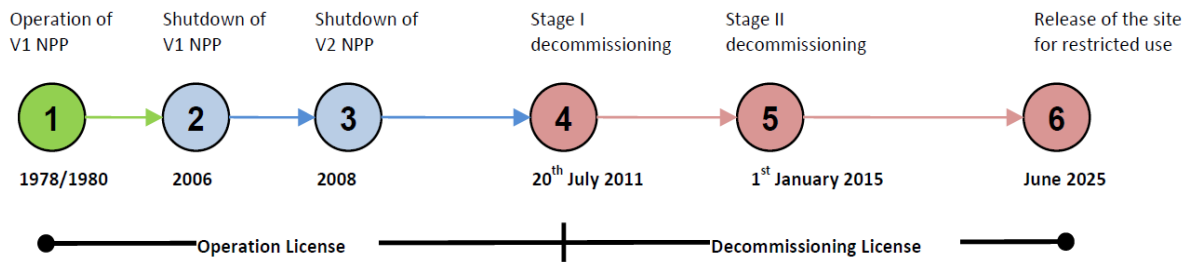 Operation of
V1 NPP
Shutdown of
V1 NPP
Shutdown of
V2 NPP
Stage I
decommissioning
Stage II
decommissioning
Release of the site
for restricted use
1
2
3
4
5
6
1978/1980
2006
2008
20th July 2011
1st January 2015
June 2025
Operation License
Decommissioning License